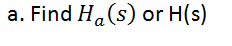 a. Find Hₐ(s) or H(s)